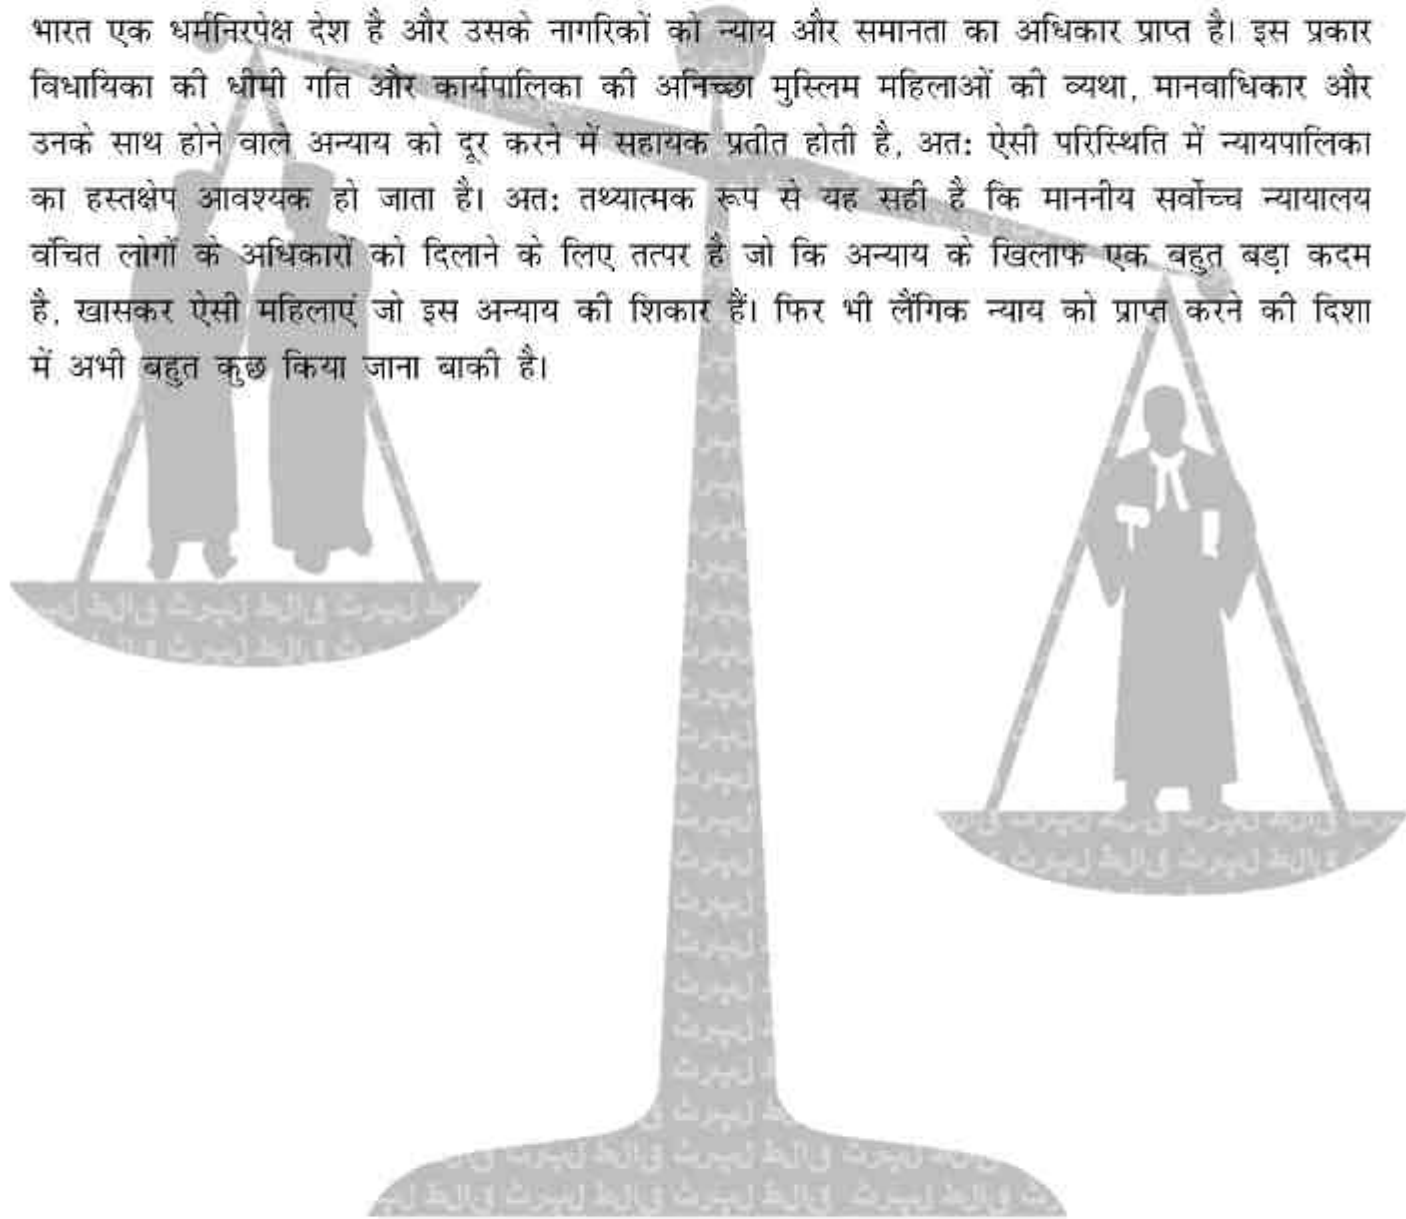 भारत एक धर्मनिरपेक्ष देश है और उसके नागरिकों को न्याय और समानता का अधिकार प्राप्त है। इस प्रकार
विधायिका की धीमी गति और कार्यपालिका की अनिच्छा मुस्लिम महिलाओं की व्यथा, मानवाधिकार और
उनके साथ होने वाले अन्याय को दूर करने में सहायक प्रतीत होती है, अत: ऐसी परिस्थिति में न्यायपालिका
का हस्तक्षेप आवश्यक हो जाता है। अत: तथ्यात्मक रूप से यह सही है कि माननीय सर्वोच्च न्यायालय
वंचित लोगों के अधिकारों को दिलाने के लिए तत्पर है जो कि अन्याय के खिलाफ एक बहुत बड़ा कदम
है, खासकर ऐसी महिलाएं जो इस अन्याय की शिकार हैं। फिर भी लैंगिक न्याय को प्राप्त करने की दिशा
में अभी बहुत कुछ किया जाना बाकी है।